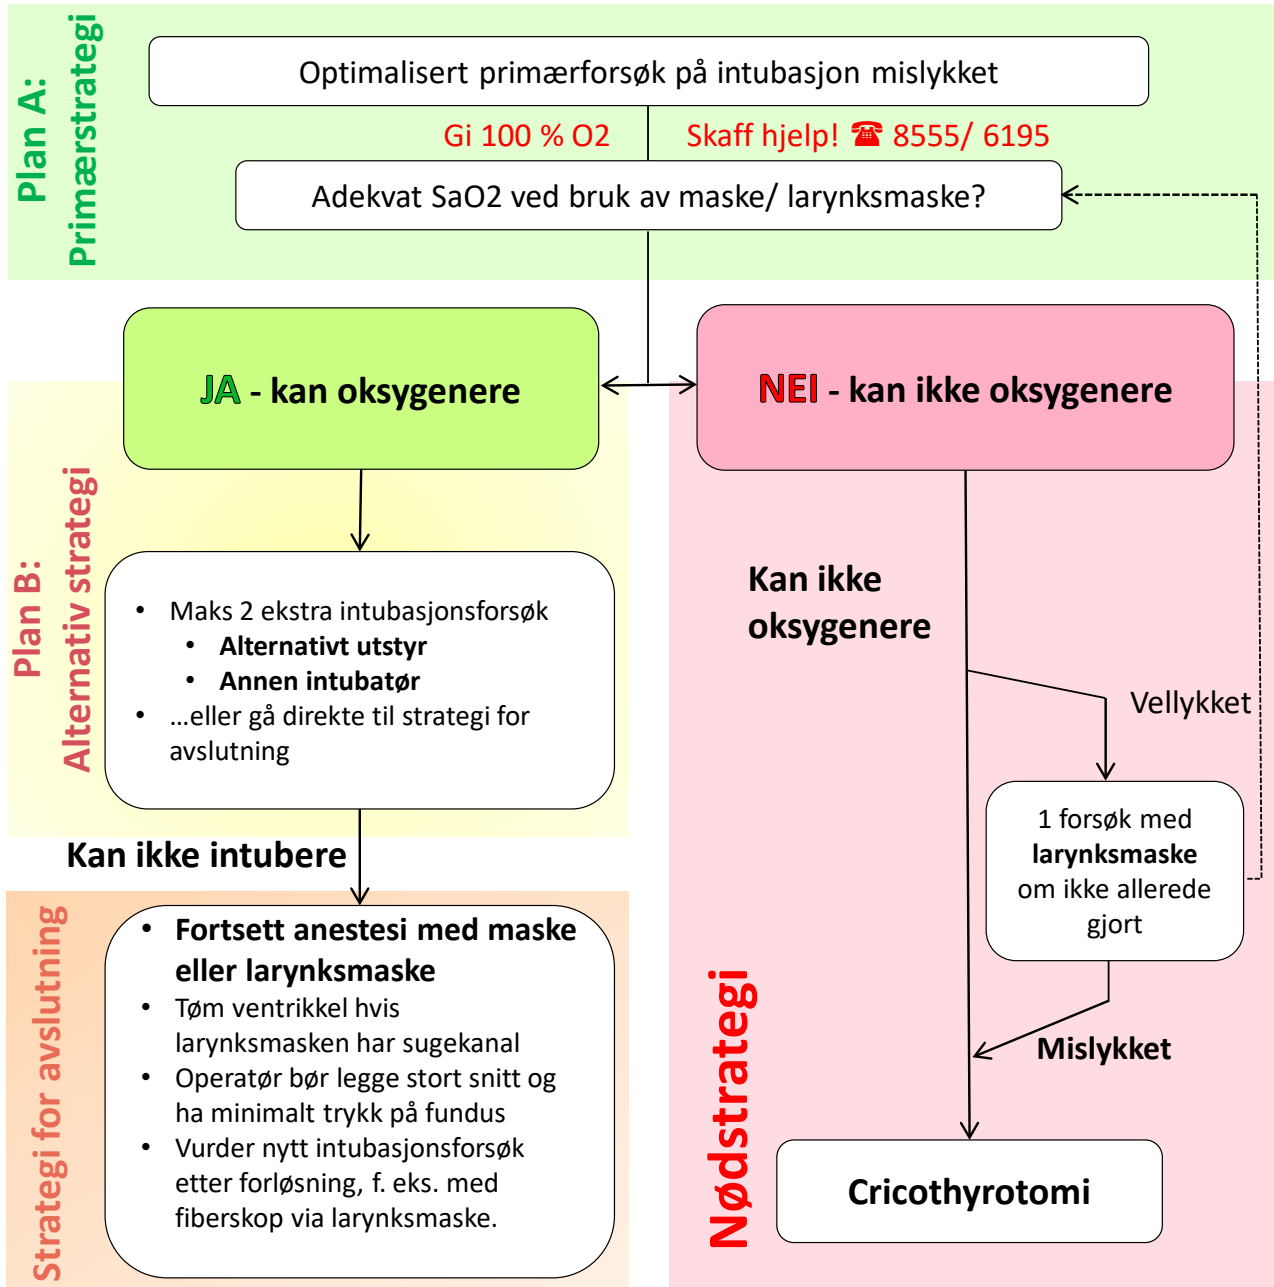 Plan A:
Primærstrategi
Optimalisert primærforsøk på intubasjon mislykket
Gi 100 % O2
Skaff hjelp! ☎ 8555/ 6195
Adekvat SaO2 ved bruk av maske/ larynksmaske?
JA - kan oksygenere
NEI - kan ikke oksygenere
Plan B:
Alternativ strategi
• Maks 2 ekstra intubasjonsforsøk
• Alternativt utstyr
• Annen intubatør
• …eller gå direkte til strategi for
avslutning
Kan ikke intubere
Strategi for avslutning
• Fortsett anestesi med maske
eller larynksmaske
• Tøm ventrikkel hvis
larynksmasken har sugekanal
• Operatør bør legge stort snitt og
ha minimalt trykk på fundus
• Vurder nytt intubasjonsforsøk
etter forløsning, f. eks. med
fiberskop via larynksmaske.
Kan ikke
oksygenere
Vellykket
1 forsøk med
larynksmaske
om ikke allerede
gjort
Mislykket
Nødstrategi
Cricothyrotomi